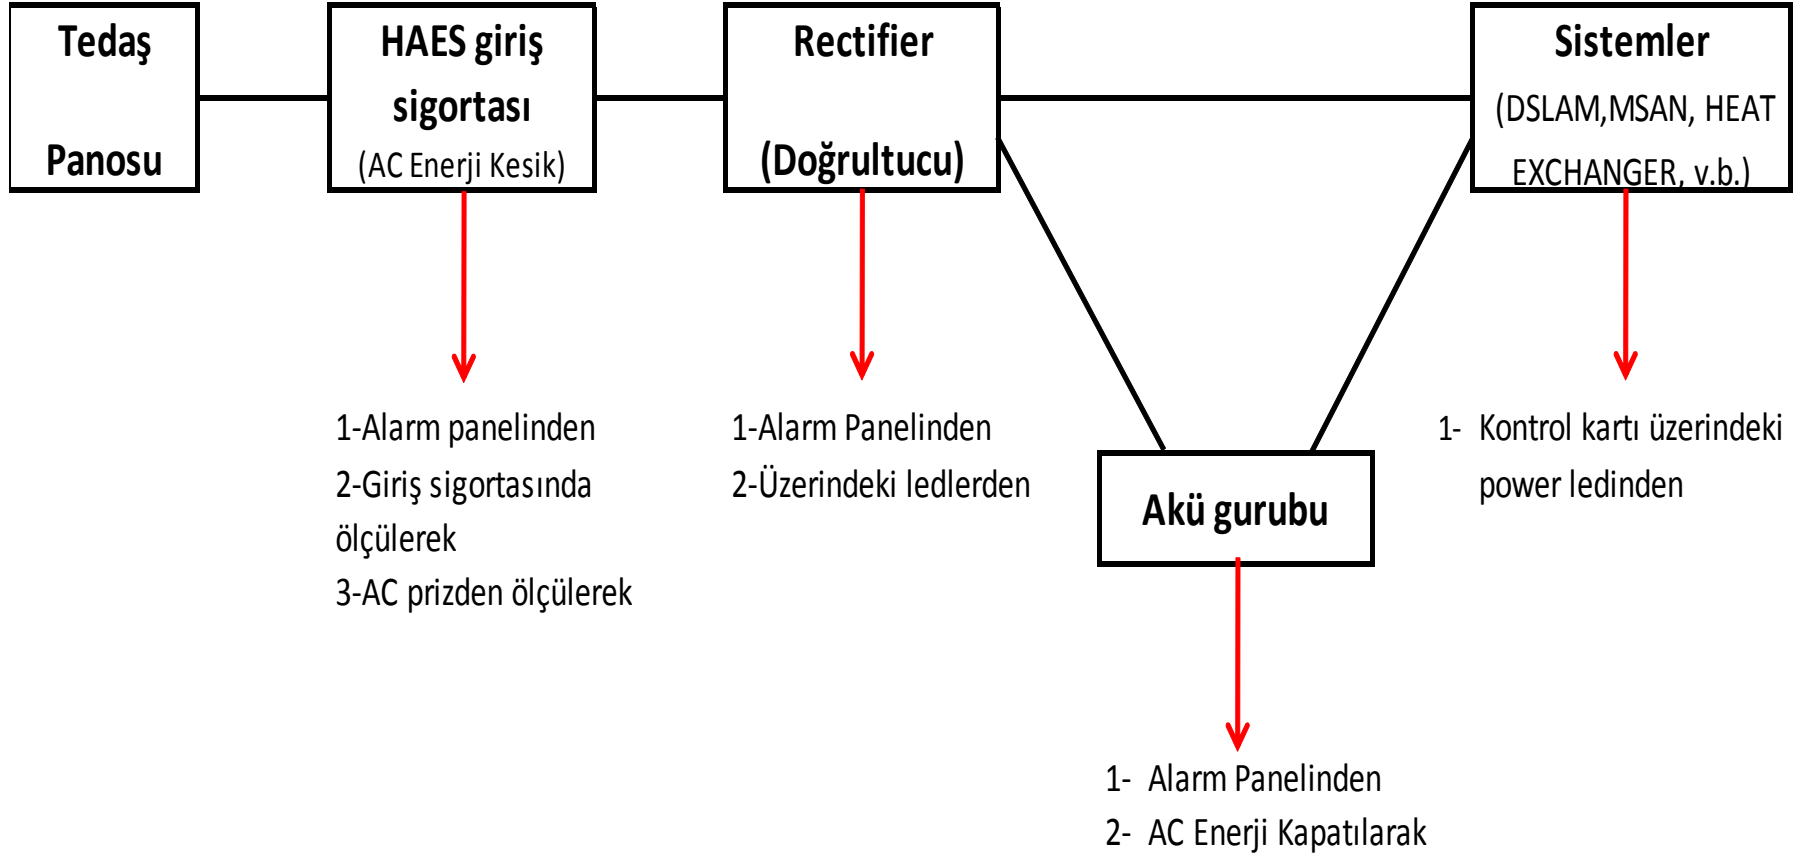 Tedaş
Panosu
HAES giriş
sigortası
(AC Enerji Kesik)
Rectifier
(Doğrultucu)
Sistemler
(DSLAM,MSAN, HEAT
EXCHANGER, v.b.)
1-Alarm panelinden
2-Giriş sigortasında
ölçülerek
3-AC prizden ölçülerek
1-Alarm Panelinden
2-Üzerindeki ledlerden
Akü gurubu
1- Kontrol kartı üzerindeki
power ledinden
1- Alarm Panelinden
2- AC Enerji Kapatılarak